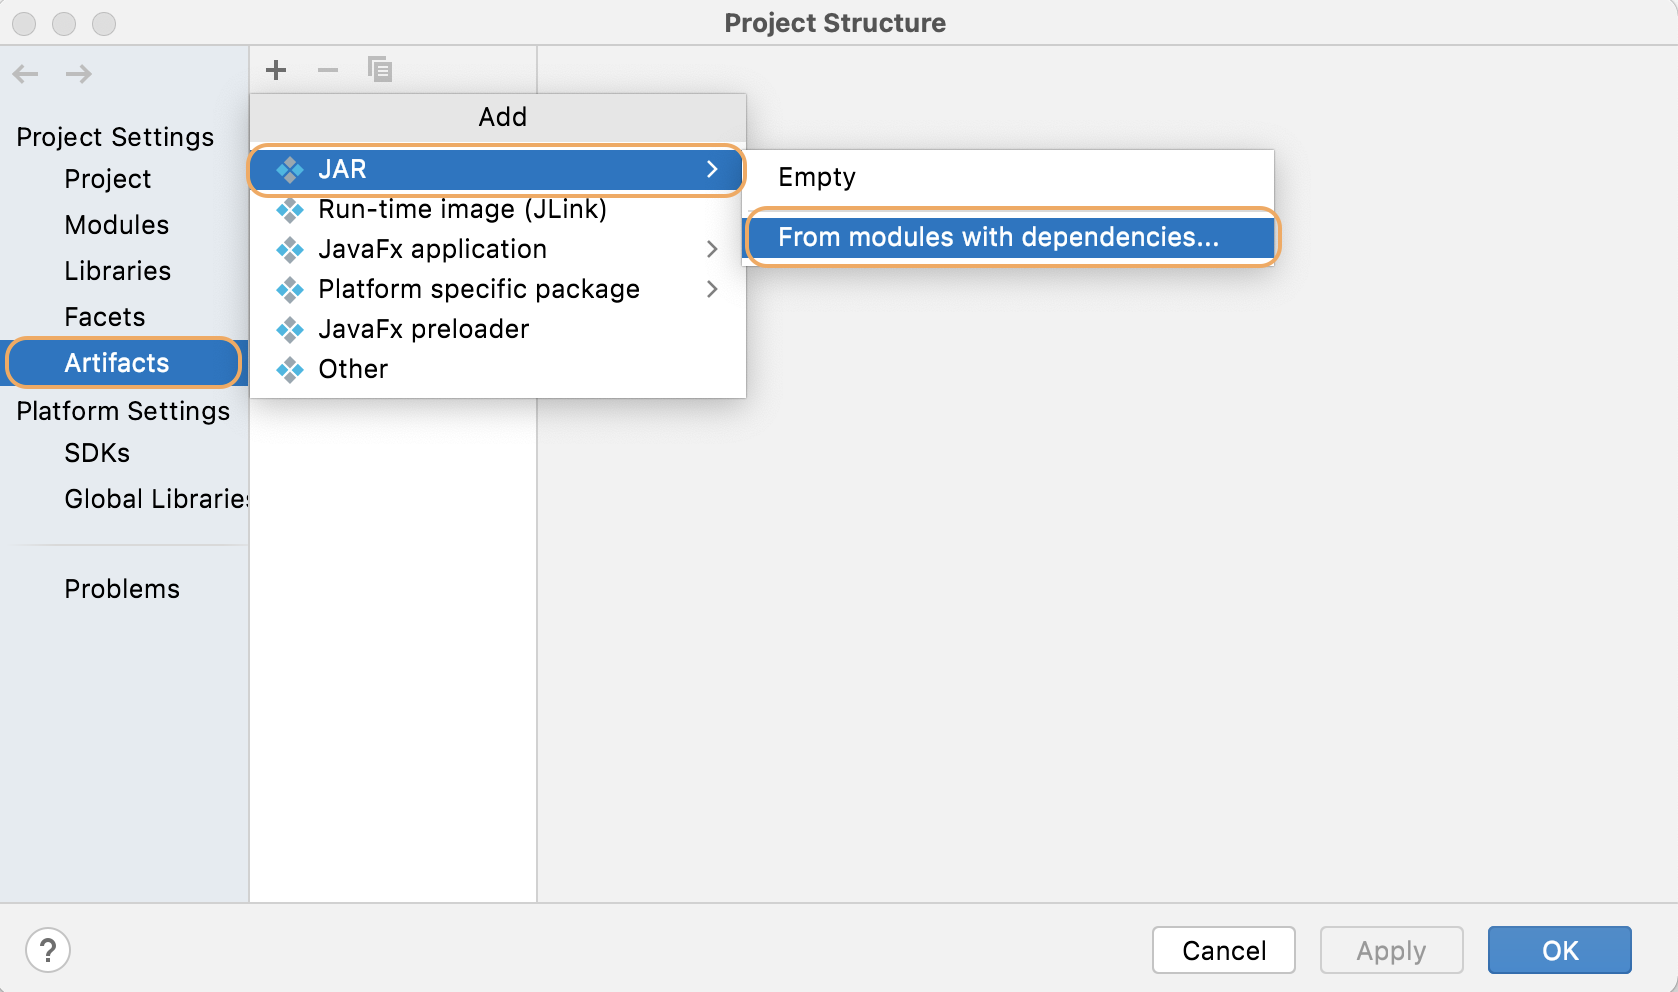 Project Structure
Project Settings
Project
Modules
Libraries
Facets
Artifacts
Platform Settings
SDKs
Global Libraries
Problems
Add
JAR
Run-time image (JLink)
JavaFx application
Platform specific package
JavaFx preloader
Other
Empty
From modules with dependencies...
?
Cancel
Apply
OK